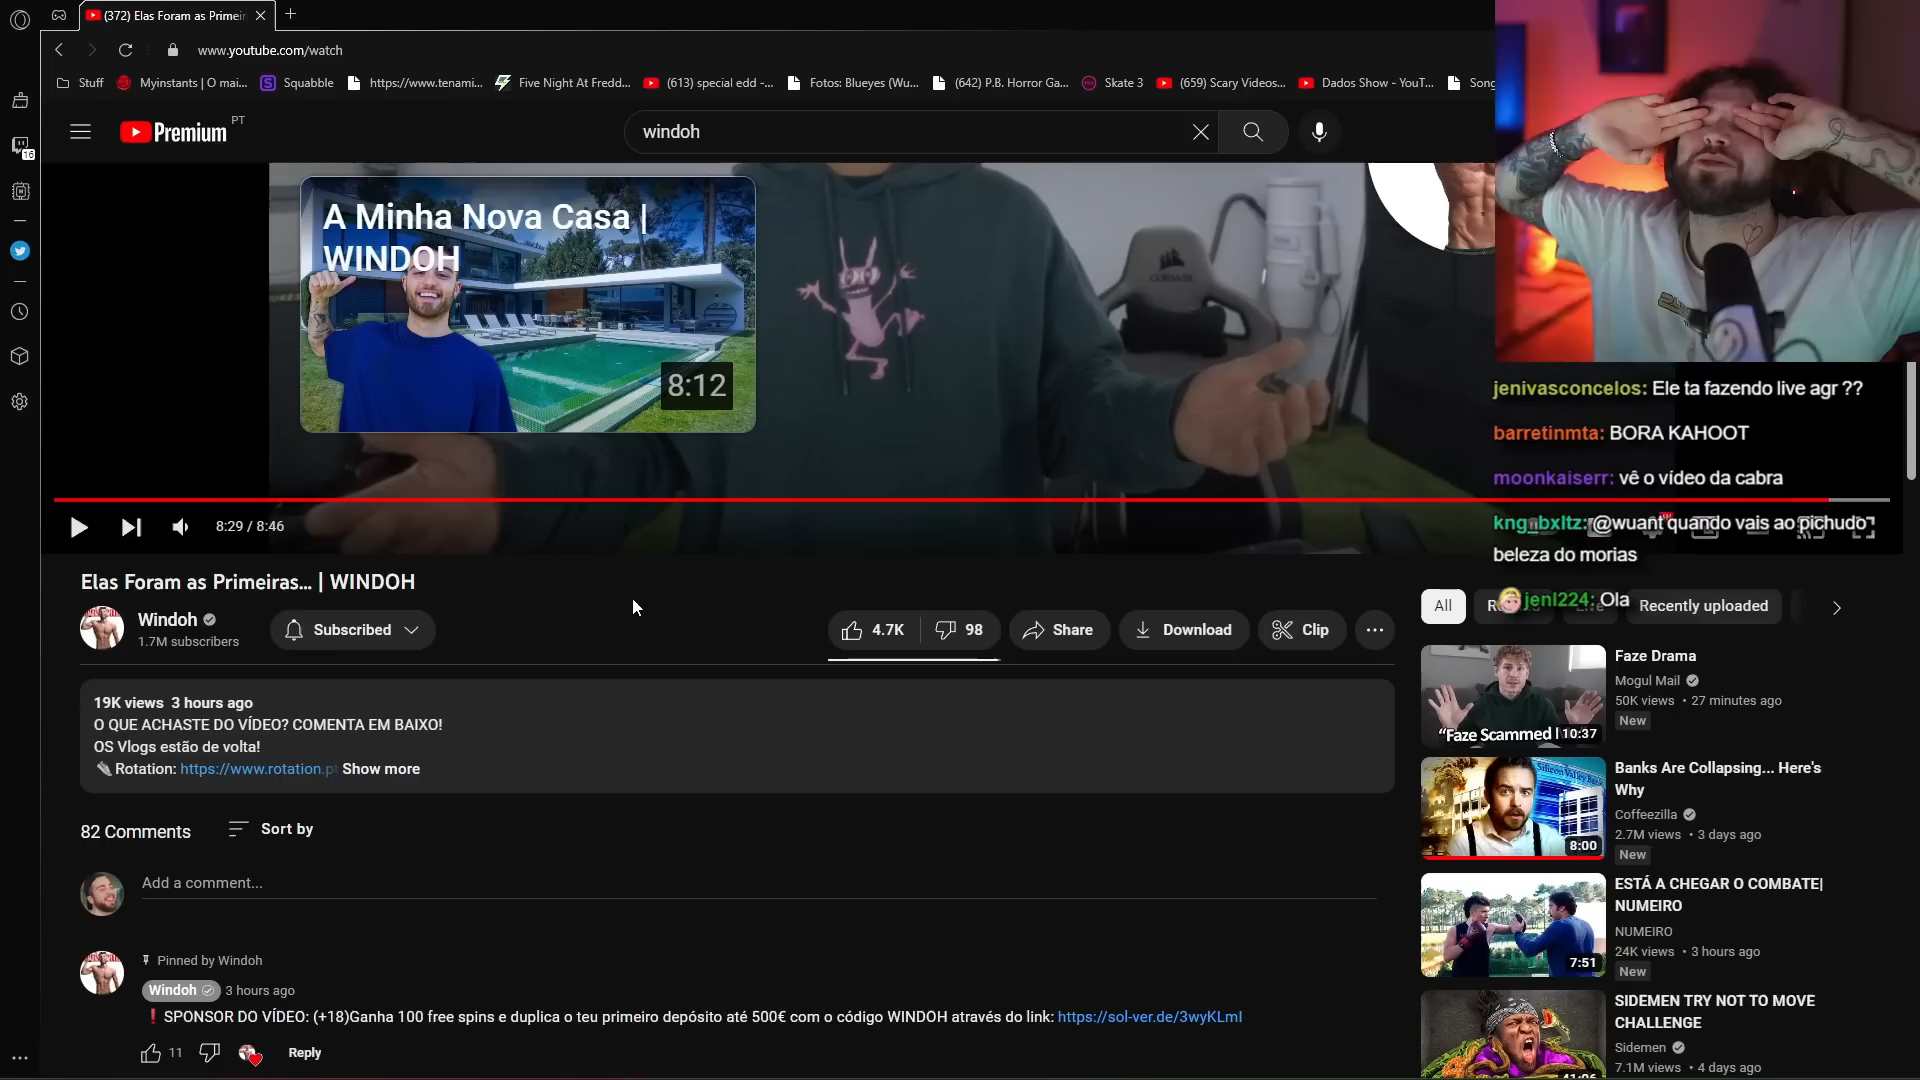 (372) Elas Foram as Primeir
www.youtube.com/watch
Stuff
Myinstants | O mai...
Squabble
https://www.tenami...
Five Night At Fredd...
(613) special edd -...
Fotos: Blueyes (Wu...
(642) P.B. Horror Ga...
Skate 3
(659) Scary Videos...
Dados Show - YouT...
Song
16
Premium PT
windoh
A Minha Nova Casa |
WINDOH
8:12
CORSAIR
jenivasconcelos: Ele ta fazendo live agr ??
barretinmta: BORA KAHOOT
moonkaiserr: vê o vídeo da cabra
kng_bxltz: @wuant quando vais ao pichudo
beleza do morias
jenl224: Ola
8:29 / 8:46
Elas Foram as Primeiras... | WINDOH
Windoh
1.7M subscribers
Subscribed
4.7K
98
Share
Download
Clip
All
Live
Recently uploaded
19K views 3 hours ago
O QUE ACHASTE DO VÍDEO? COMENTA EM BAIXO!
OS Vlogs estão de volta!
Rotation: https://www.rotation.p Show more
82 Comments
Sort by
Add a comment...
Pinned by Windoh
Windoh 3 hours ago
❗ SPONSOR DO VÍDEO: (+18)Ganha 100 free spins e duplica o teu primeiro depósito até 500€ com o código WINDOH através do link: https://sol-ver.de/3wyKLmI
11
Reply
"Faze Scammed
10:37
Faze Drama
Mogul Mail
50K views • 27 minutes ago
New
Silicon Valley Bank
8:00
Banks Are Collapsing... Here's
Why
Coffeezilla
2.7M views • 3 days ago
New
7:51
ESTÁ A CHEGAR O COMBATE|
NUMEIRO
NUMEIRO
24K views • 3 hours ago
New
SIDEMEN TRY NOT TO MOVE
CHALLENGE
Sidemen
7.1M views • 4 days ago